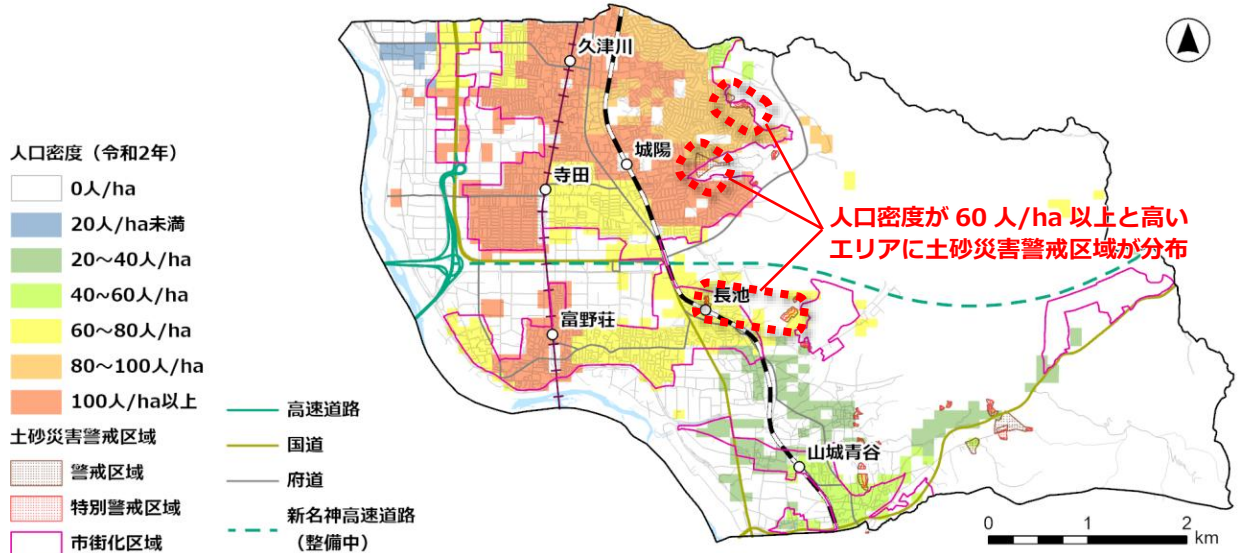 人口密度（令和2年）
0人/ha
20人/ha未満
20～40人/ha
40～60人/ha
60～80人/ha
80～100人/ha
100人/ha以上
土砂災害警戒区域
警戒区域
特別警戒区域
市街化区域
高速道路
国道
府道
新名神高速道路
（整備中）
久津川
城陽
寺田
長池
富野荘
山城青谷
人口密度が 60 人/ha 以上と高い
エリアに土砂災害警戒区域が分布
0 1 2
km